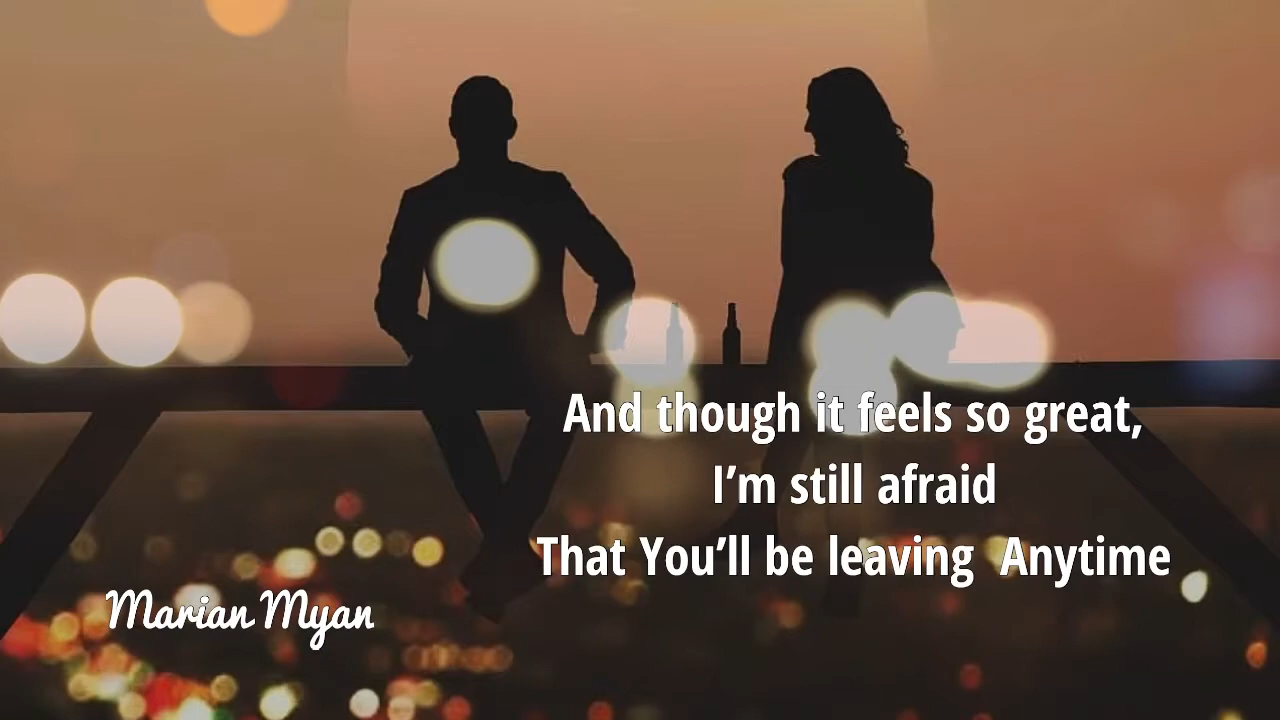 And though it feels so great,
I'm still afraid
That You'll be leaving Anytime
Marian Myan